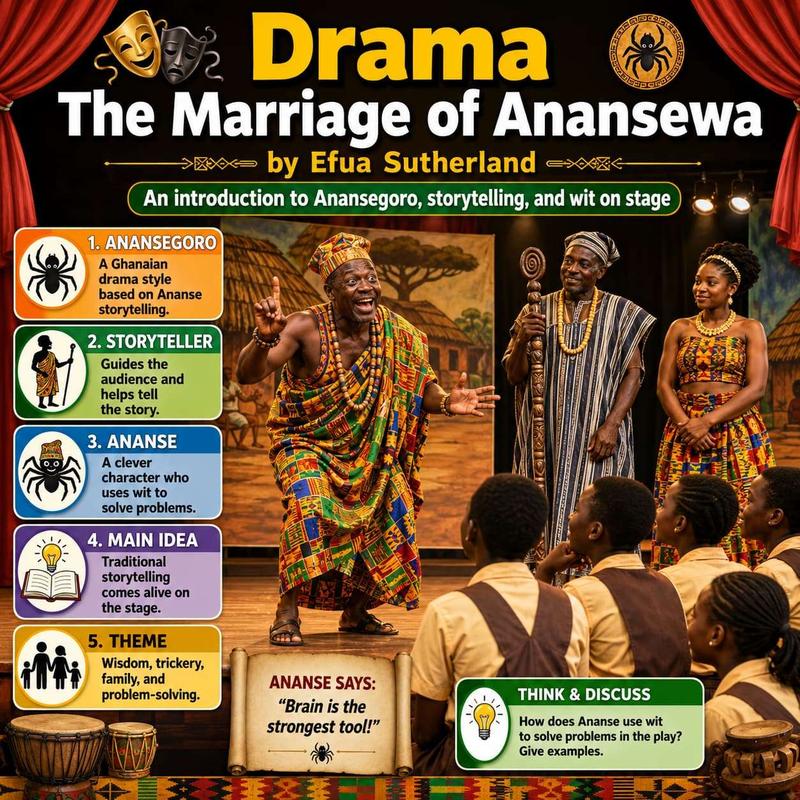 Drama
The Marriage of Anansewa
by Efua Sutherland
An introduction to Anansegoro, storytelling, and wit on stage
1. ANANSEGORO
A Ghanaian
drama style
based on Ananse
storytelling.
2. STORYTELLER
Guides the
audience and
helps tell
the story.
3. ANANSE
A clever
character who
uses wit to
solve problems.
4. MAIN IDEA
Traditional
storytelling
comes alive on
the stage.
5. THEME
Wisdom, trickery,
family, and
problem-solving.
ANANSE SAYS:
"Brain is the
strongest tool!"
THINK & DISCUSS
How does Ananse use wit
to solve problems in the play?
Give examples.